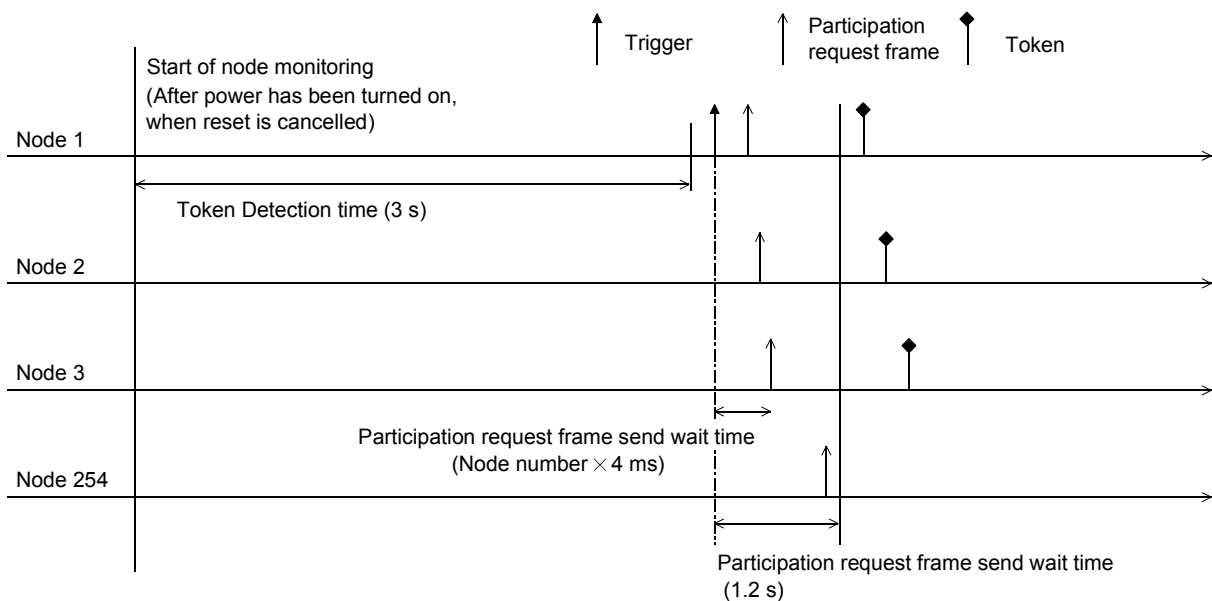 Trigger
Participation
request frame
Token
Start of node monitoring
(After power has been turned on,
when reset is cancelled)
Node 1
Token Detection time (3 s)
Node 2
Node 3
Participation request frame send wait time
(Node number × 4 ms)
Node 254
Participation request frame send wait time
(1.2 s)